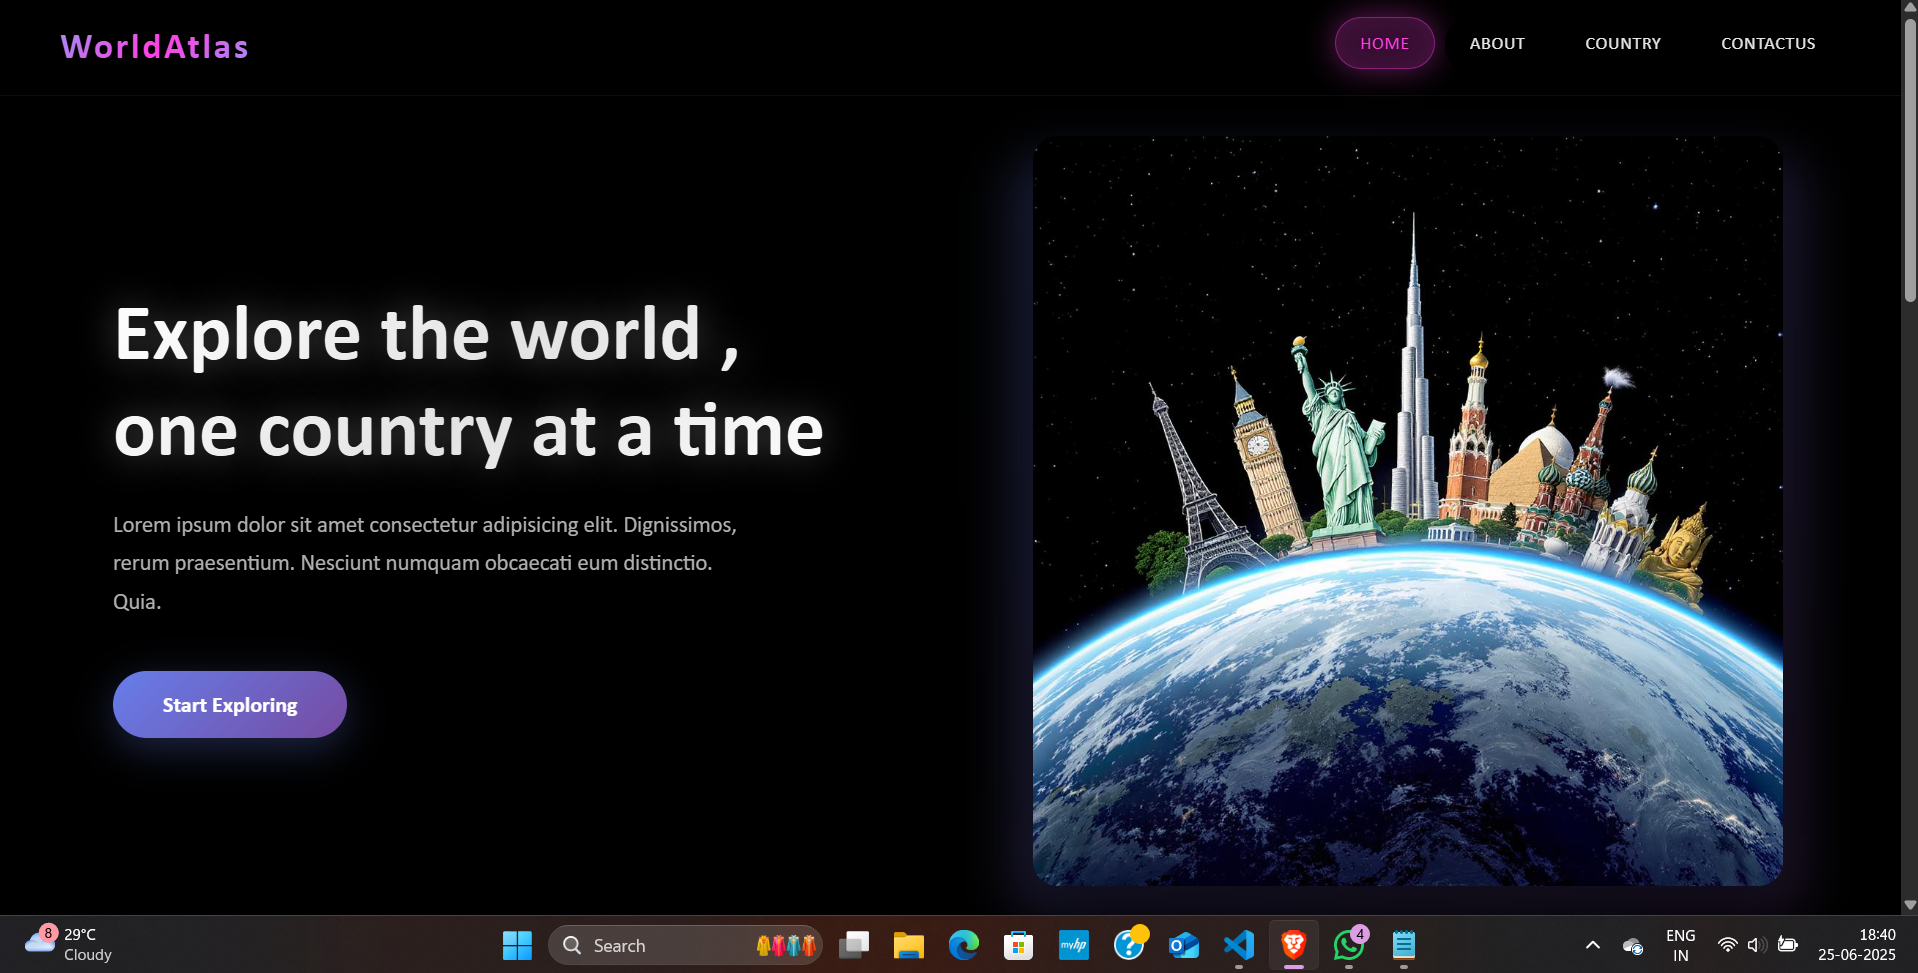 WorldAtlas
HOME
ABOUT
COUNTRY
CONTACTUS
Explore the world ,
one country at a time
Lorem ipsum dolor sit amet consectetur adipisicing elit. Dignissimos,
rerum praesentium. Nesciunt numquam obcaecati eum distinctio.
Quia.
Start Exploring
8
29°C
Cloudy
Search
myhp
4
ENG
IN
18:40
25-06-2025